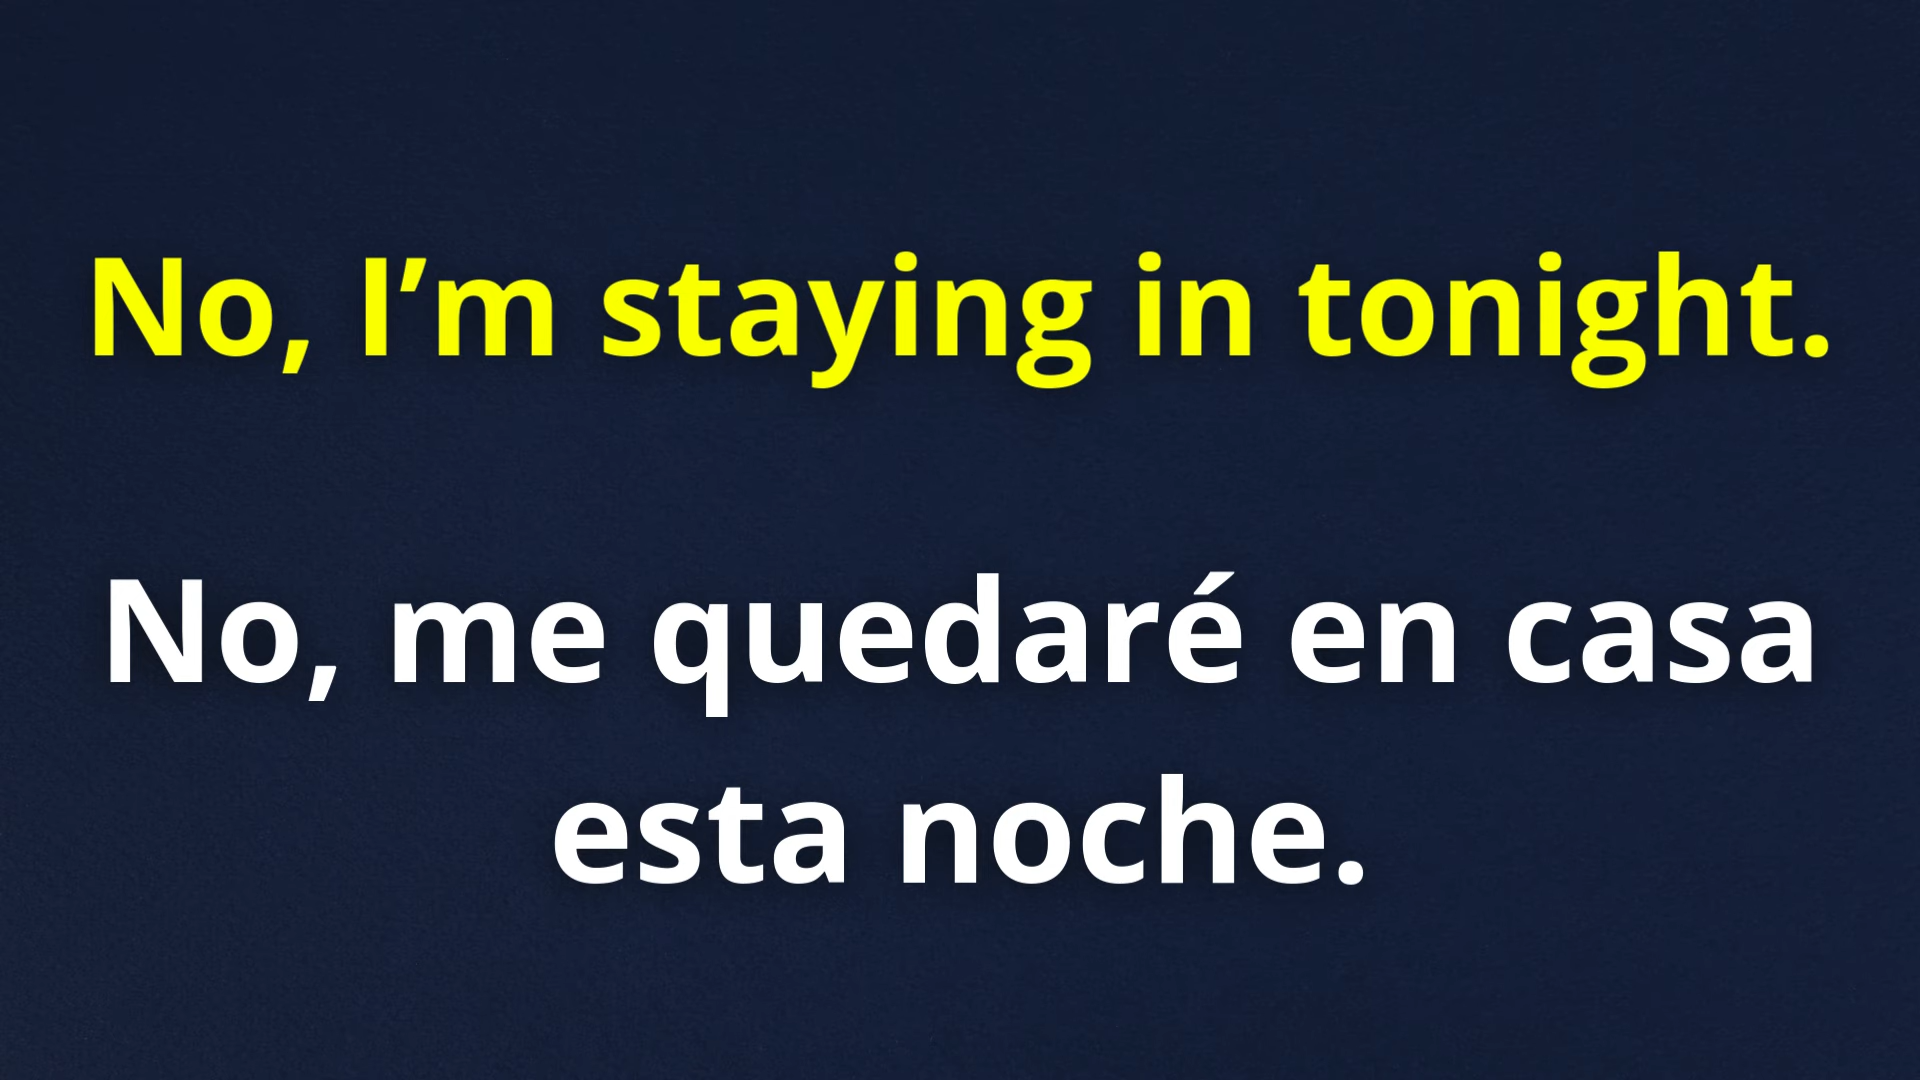 No, I’m staying in tonight.
No, me quedaré en casa
esta noche.